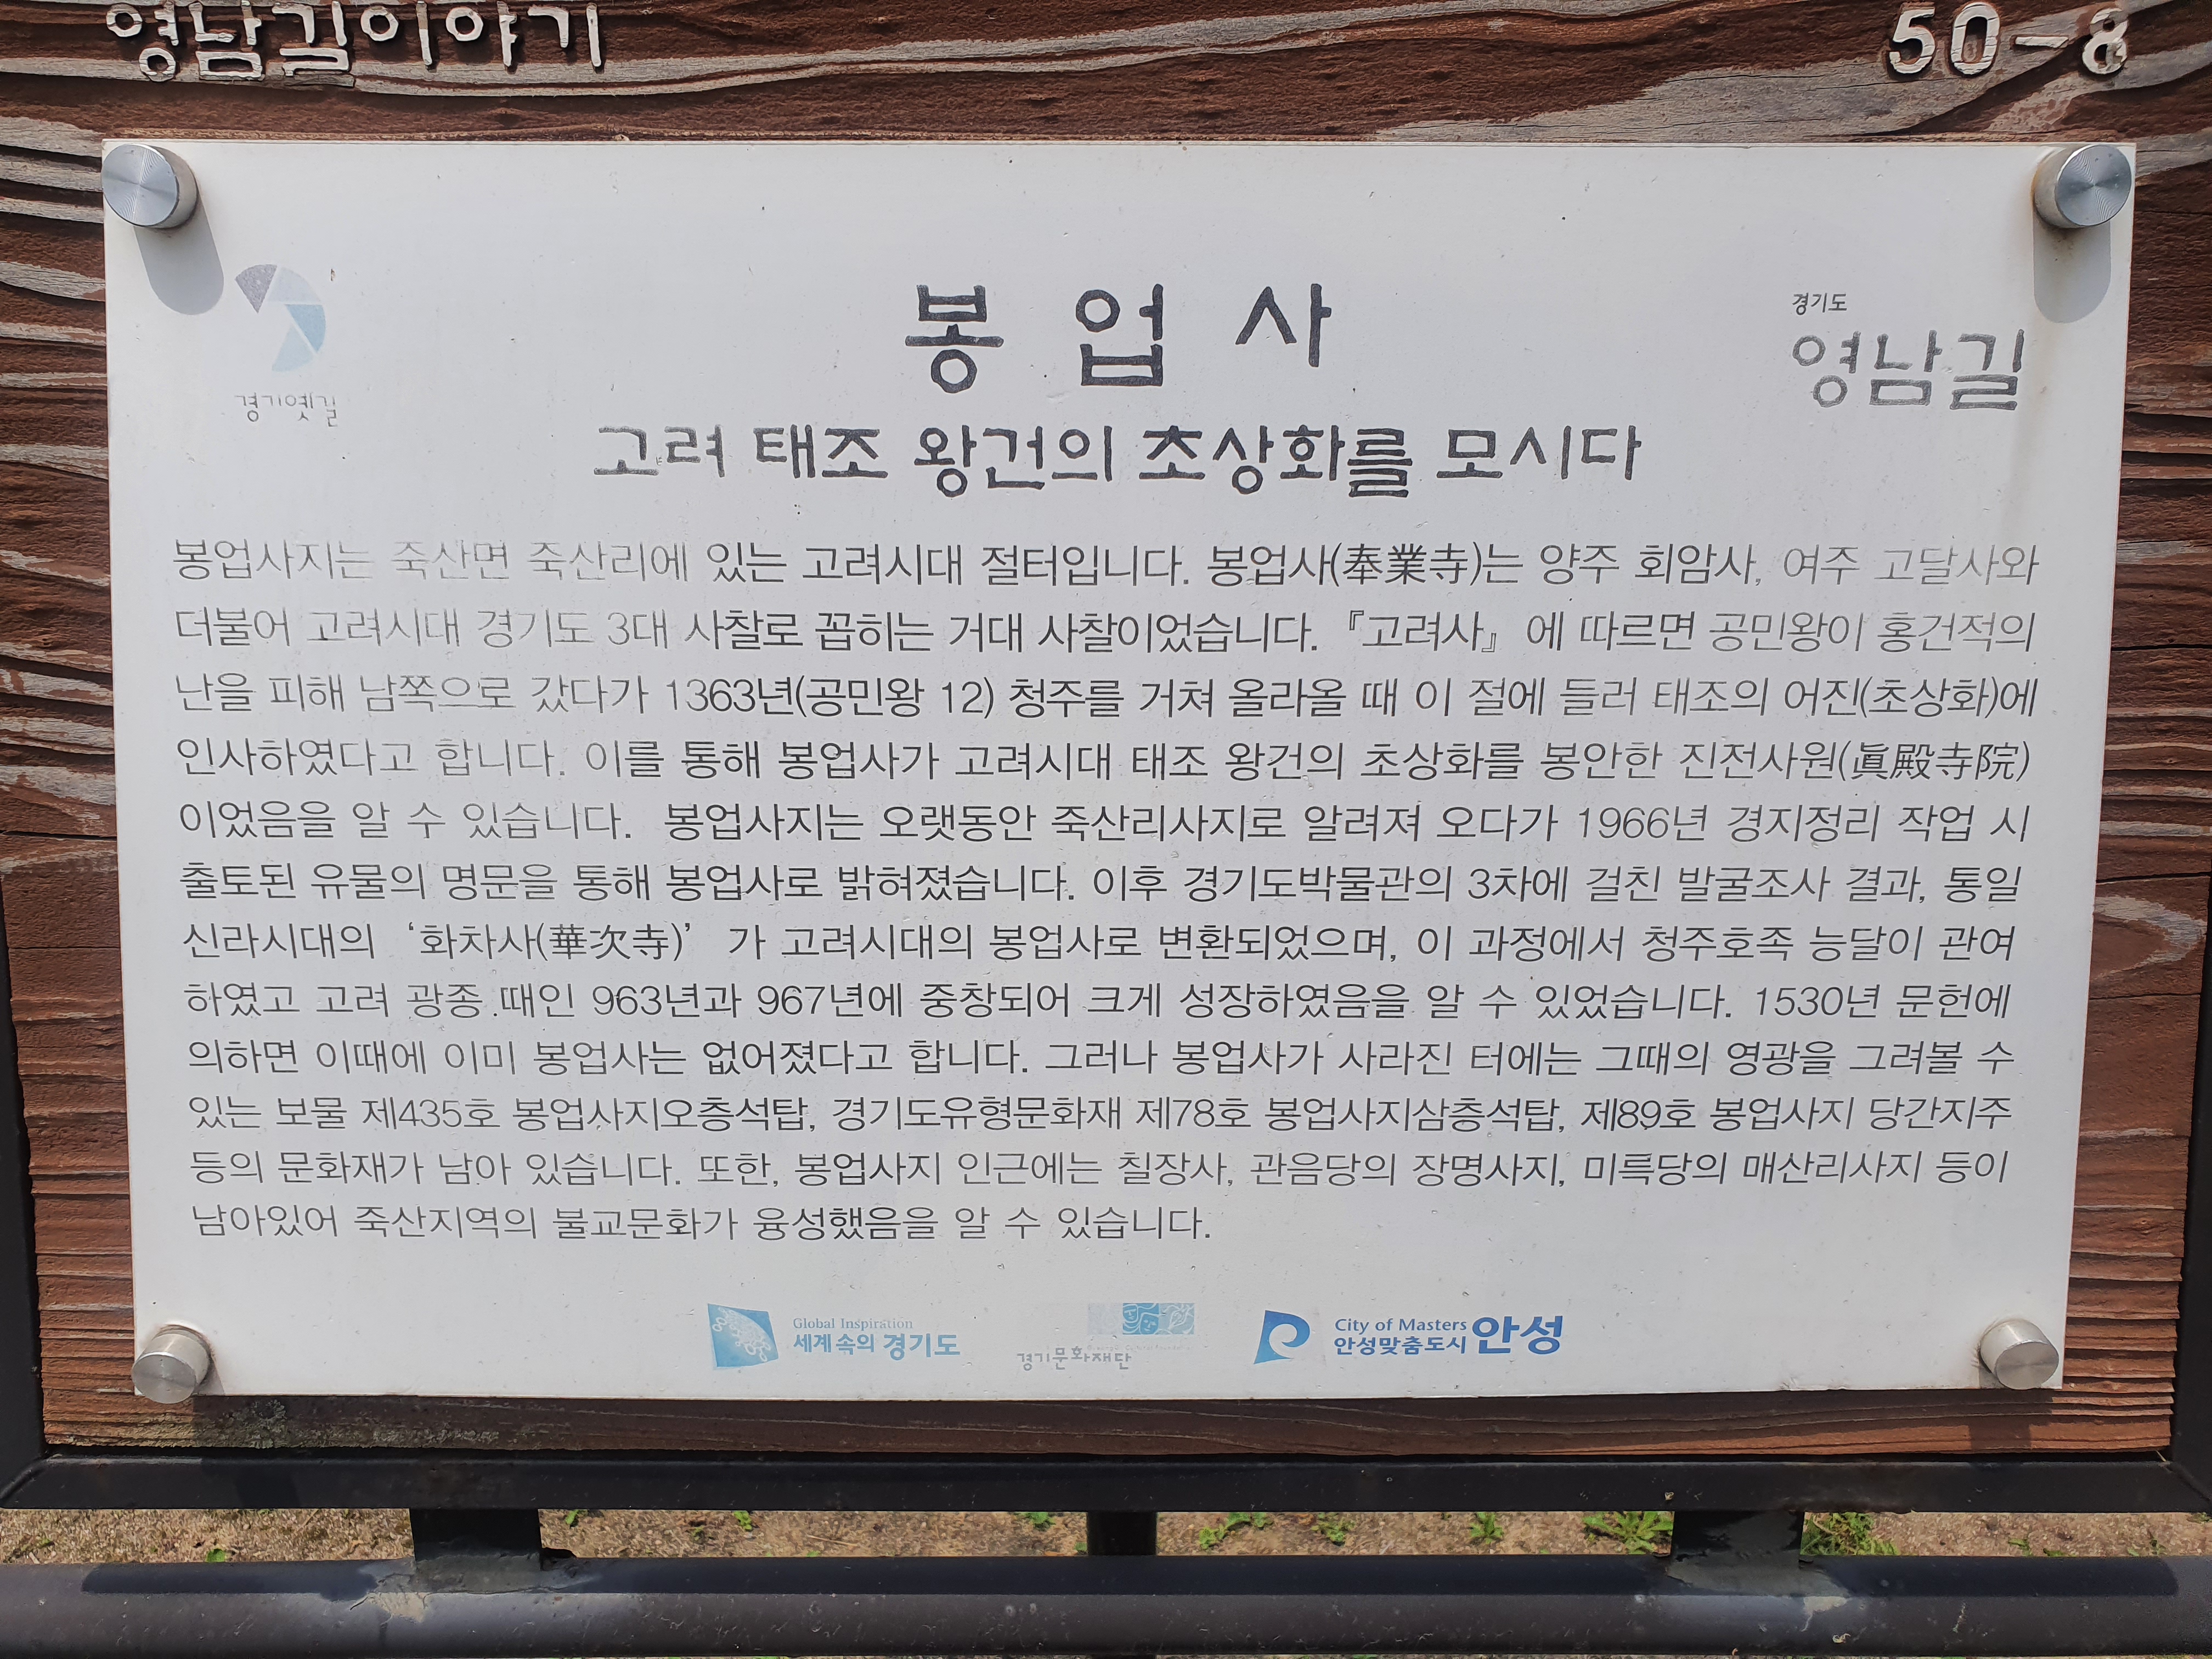 영남길이야기
50-8
봉업사
경기옛길
경기도
영남길
고려 태조 왕건의 초상화를 모시다
봉업사지는 죽산면 죽산리에 있는 고려시대 절터입니다. 봉업사(奉業寺)는 양주 회암사, 여주 고달사와
더불어 고려시대 경기도 3대 사찰로 꼽히는 거대 사찰이었습니다. 『고려사』에 따르면 공민왕이 홍건적의
난을 피해 남쪽으로 갔다가 1363년(공민왕 12) 청주를 거쳐 올라올 때 이 절에 들러 태조의 어진(초상화)에
인사하였다고 합니다. 이를 통해 봉업사가 고려시대 태조 왕건의 초상화를 봉안한 진전사원(眞殿寺院)
이었음을 알 수 있습니다. 봉업사지는 오랫동안 죽산리사지로 알려져 오다가 1966년 경지정리 작업 시
출토된 유물의 명문을 통해 봉업사로 밝혀졌습니다. 이후 경기도박물관의 3차에 걸친 발굴조사 결과, 통일
신라시대의 ‘화차사(華次寺)’가 고려시대의 봉업사로 변환되었으며, 이 과정에서 청주호족 능달이 관여
하였고 고려 광종 때인 963년과 967년에 중창되어 크게 성장하였음을 알 수 있었습니다. 1530년 문헌에
의하면 이때에 이미 봉업사는 없어졌다고 합니다. 그러나 봉업사가 사라진 터에는 그때의 영광을 그려볼 수
있는 보물 제435호 봉업사지오층석탑, 경기도유형문화재 제78호 봉업사지삼층석탑, 제89호 봉업사지 당간지주
등의 문화재가 남아 있습니다. 또한, 봉업사지 인근에는 칠장사, 관음당의 장명사지, 미륵당의 매산리사지 등이
남아있어 죽산지역의 불교문화가 융성했음을 알 수 있습니다.
Global Inspiration
세계 속의 경기도
경기문화재단
City of Masters
안성맞춤도시 안성